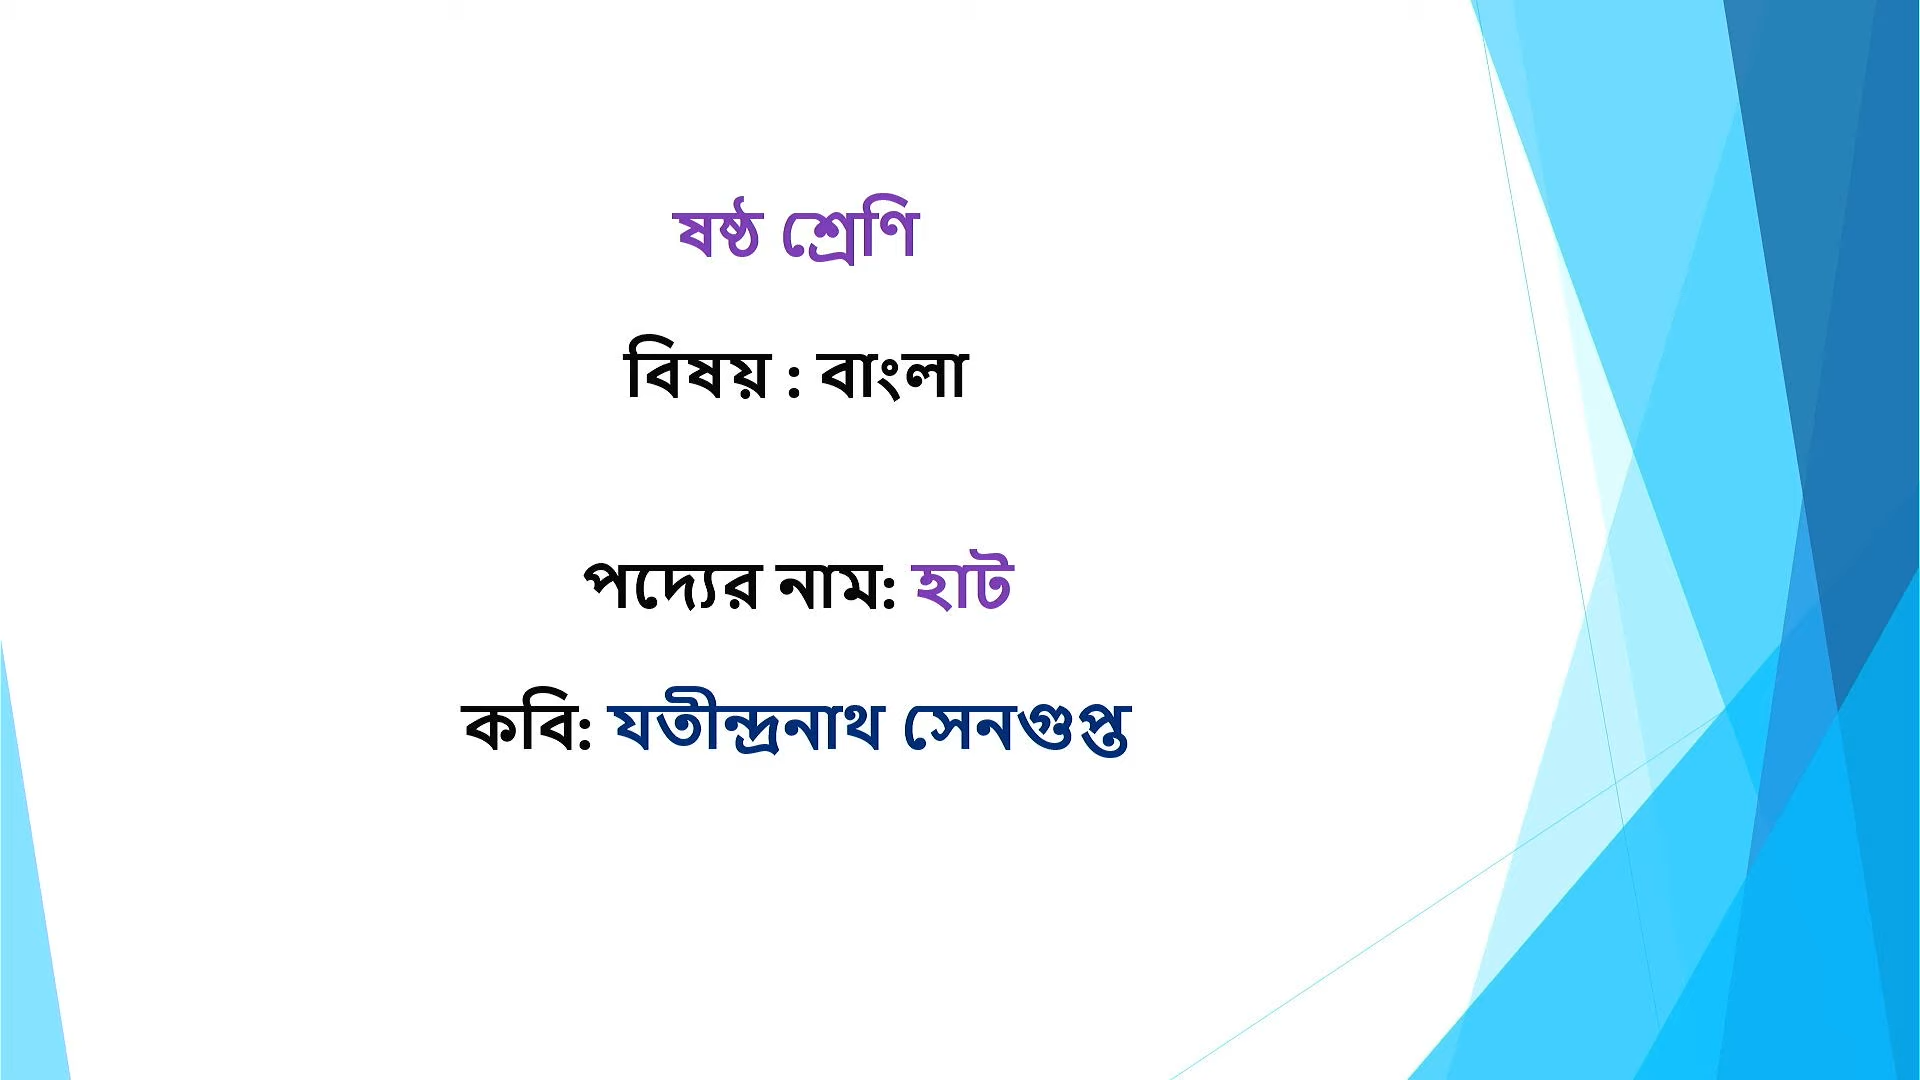 ষষ্ঠ শ্রেণি
বিষয় : বাংলা
পদ্যের নাম: হাট
কবি: যতীন্দ্রনাথ সেনগুপ্ত